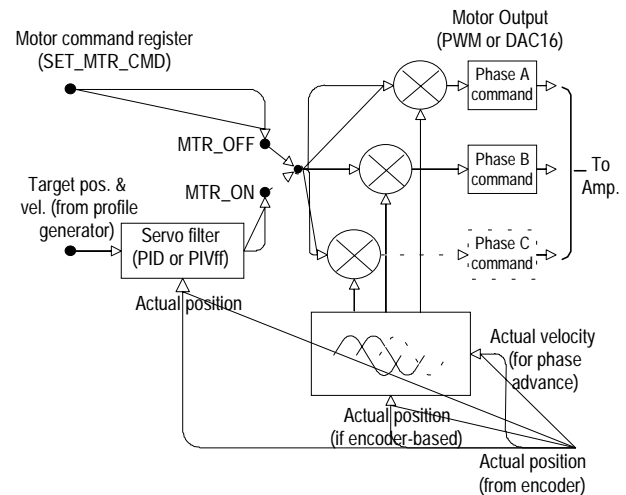 Motor command register
(SET_MTR_CMD)
Motor Output
(PWM or DAC16)
Phase A
command
MTR_OFF
Phase B
command
To
Amp.
MTR_ON
Target pos. &
vel. (from profile
generator)
Servo filter
(PID or PIVff)
Phase C
command
Actual position
Actual velocity
(for phase
advance)
Actual position
(if encoder-based)
Actual position
(from encoder)